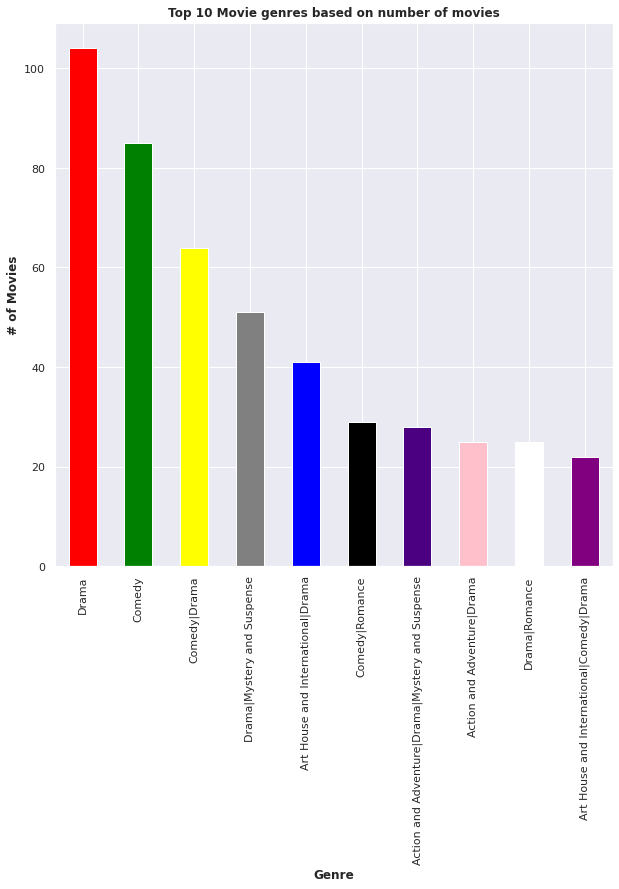 Top 10 Movie genres based on number of movies
# of Movies
100
80
60
40
20
0
Drama
Comedy
Comedy|Drama
Drama|Mystery and Suspense
Art House and International|Drama
Comedy|Romance
Action and Adventure|Drama|Mystery and Suspense
Action and Adventure|Drama
Drama|Romance
Art House and International|Comedy|Drama
Genre